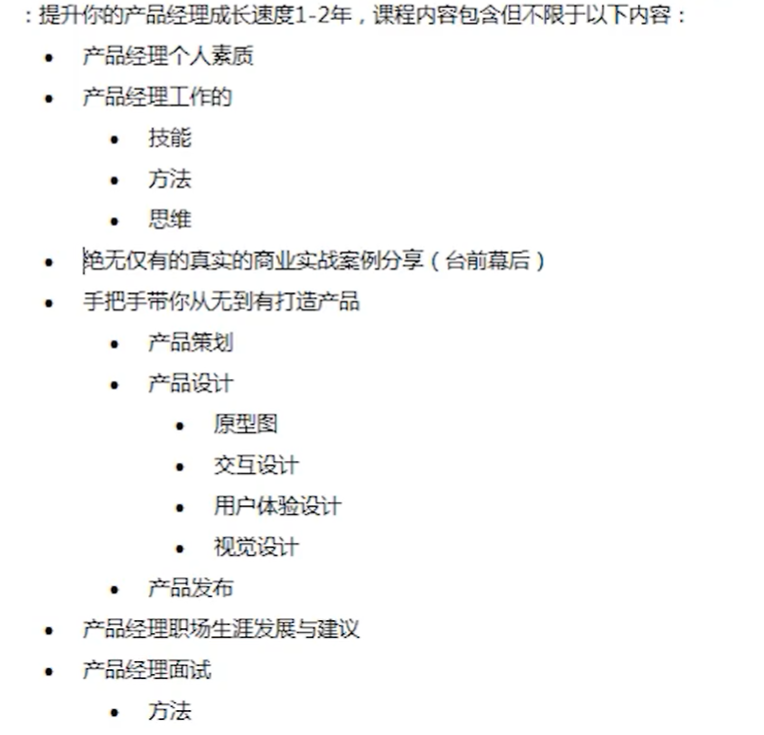 ：提升你的产品经理成长速度1-2年，课程内容包含但不限于以下内容：
• 产品经理个人素质
• 产品经理工作的
• 技能
• 方法
• 思维
• 绝无仅有的真实的商业实战案例分享（台前幕后）
• 手把手带你从无到有打造产品
• 产品策划
• 产品设计
• 原型图
• 交互设计
• 用户体验设计
• 视觉设计
• 产品发布
• 产品经理职场生涯发展与建议
• 产品经理面试
• 方法